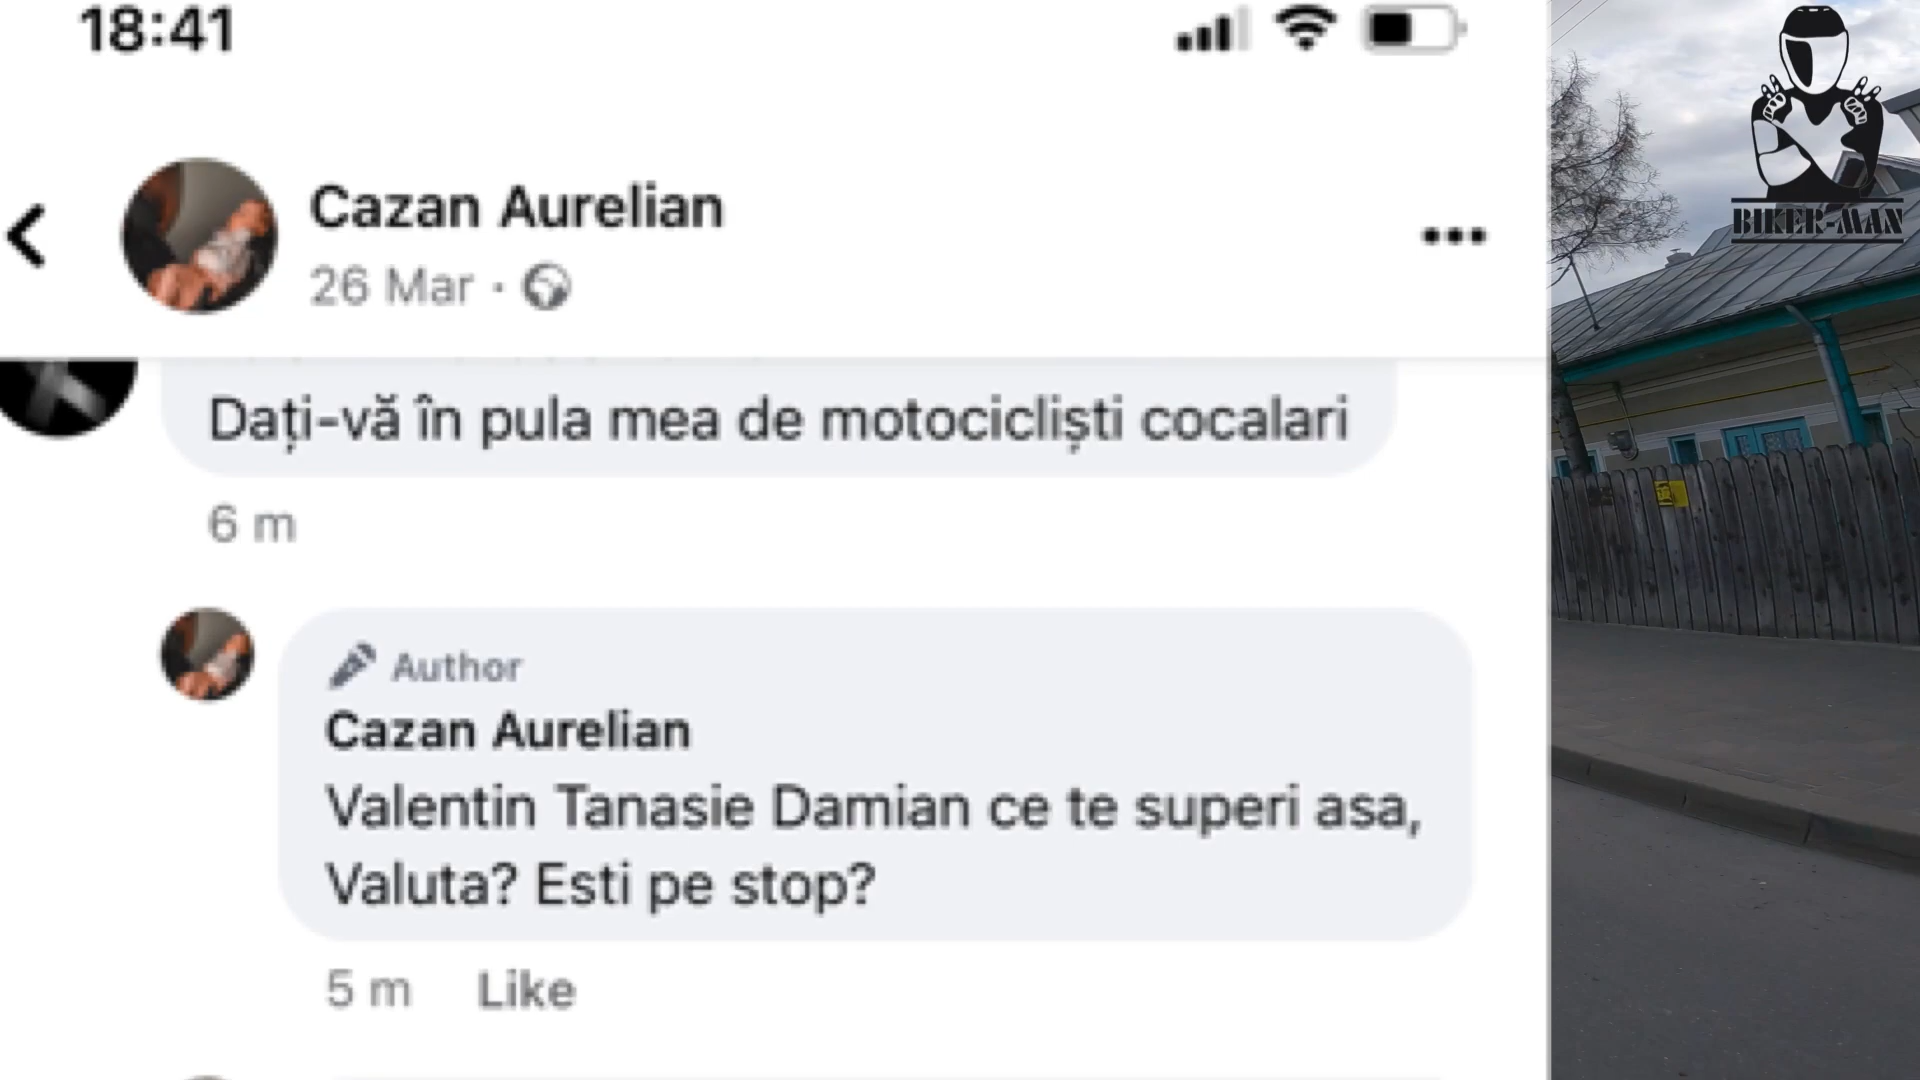 18:41
Cazan Aurelian
26 Mar ·
Dați-vă în pula mea de motocicliști cocalari
6 m
Author
Cazan Aurelian
Valentin Tanasie Damian ce te superi asa,
Valuta? Esti pe stop?
5 m Like
BIKER-MAN